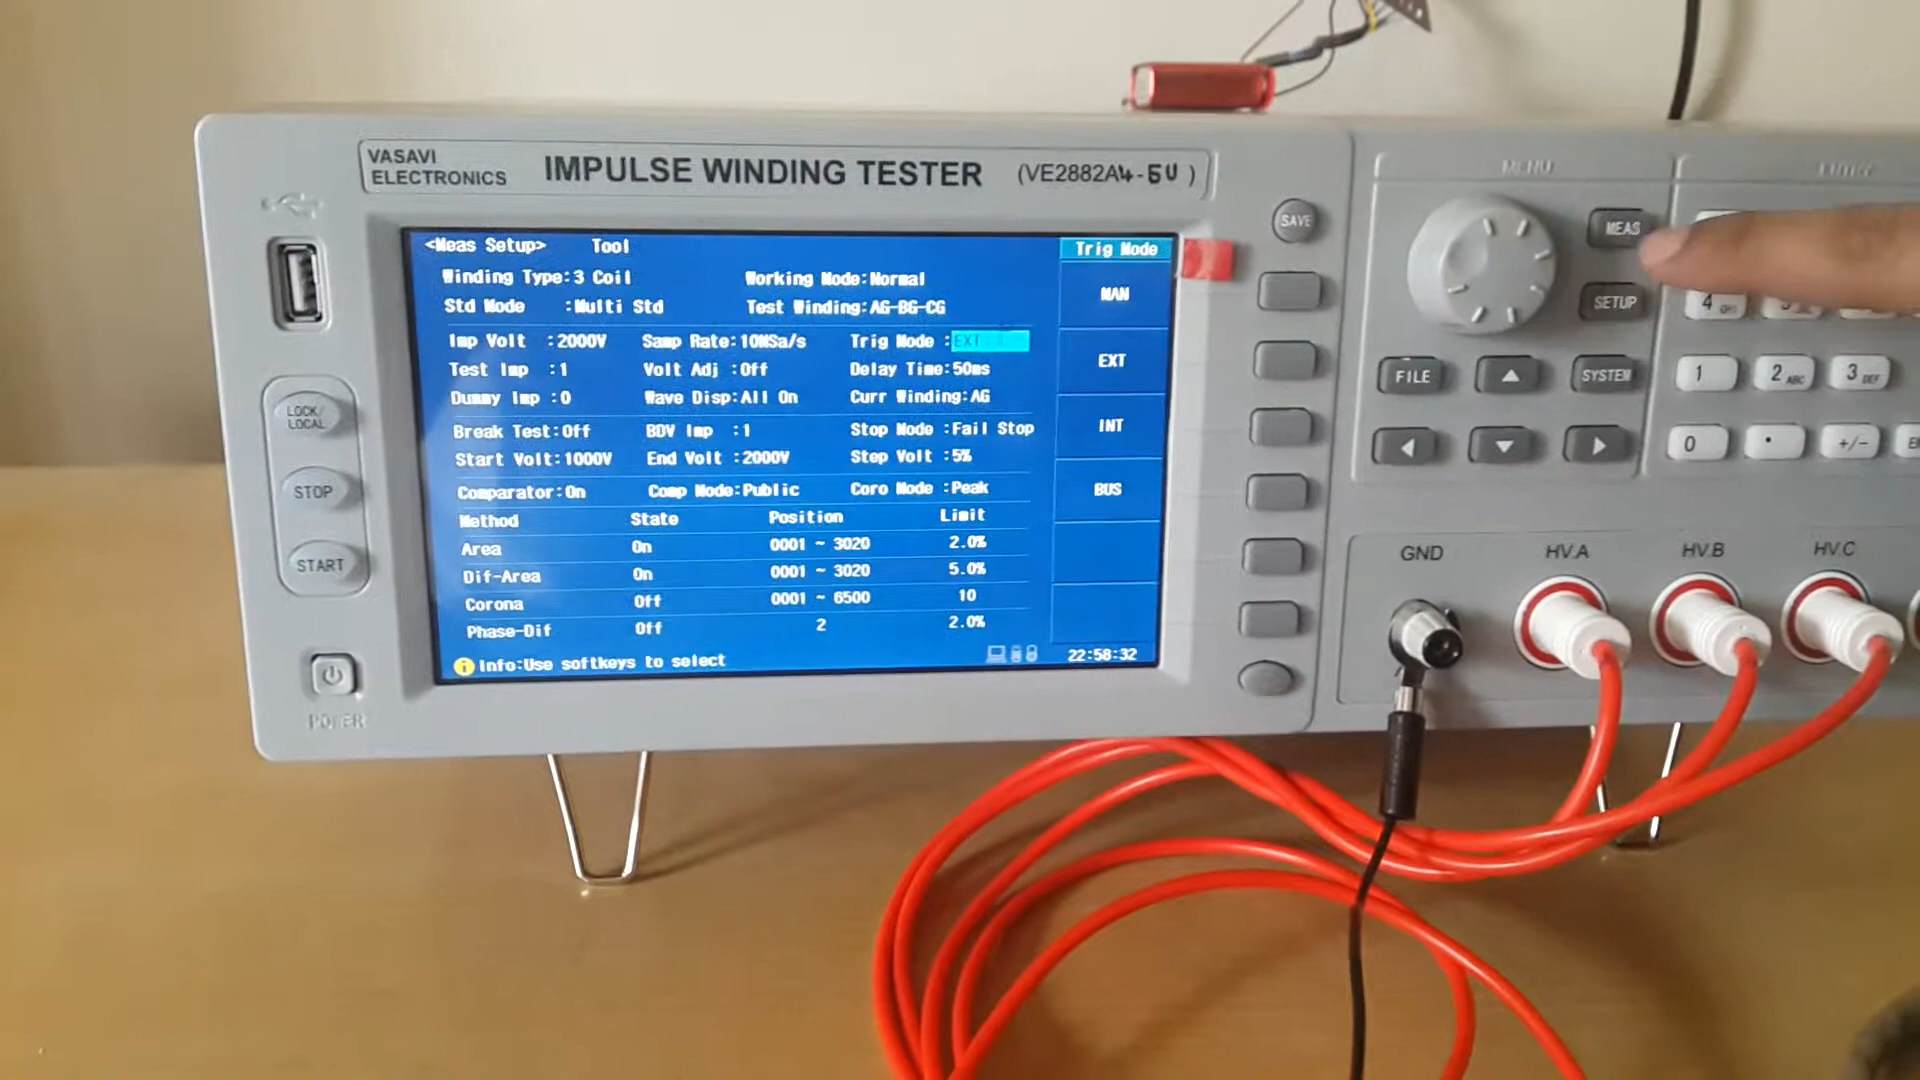 VASAVI
ELECTRONICS
IMPULSE WINDING TESTER
(VE2882A4-5U)
<Meas Setup> Tool
Winding Type:3 Coil Working Mode:Normal
Std Mode :Multi Std Test Winding:AG-BG-CG
Imp Volt :2000V Samp Rate:10MSa/s Trig Mode :EXT
Test Imp :1 Volt Adj :Off Delay Time:50ms
Dummy Imp :0 Wave Disp:All On Curr Winding:AG
Break Test:Off BDV Imp :1 Stop Mode :Fail Stop
Start Volt:1000V End Volt :2000V Step Volt :5%
Comparator:On Comp Mode:Public Coro Mode :Peak
Method State Position Limit
Area On 0001 ~ 3020 2.0%
Dif-Area On 0001 ~ 3020 5.0%
Corona Off 0001 ~ 6500 10
Phase-Dif Off 2 2.0%
Info:Use softkeys to select
22:58:32
Trig Mode
MAN
EXT
INT
BUS
LOCK/
LOCAL
STOP
START
POWER
SAVE
MENU
ENTRY
MEAS
SETUP
FILE
SYSTEM
4
1 2 ABC 3 DEF
0 . +/-
GND HV.A HV.B HV.C